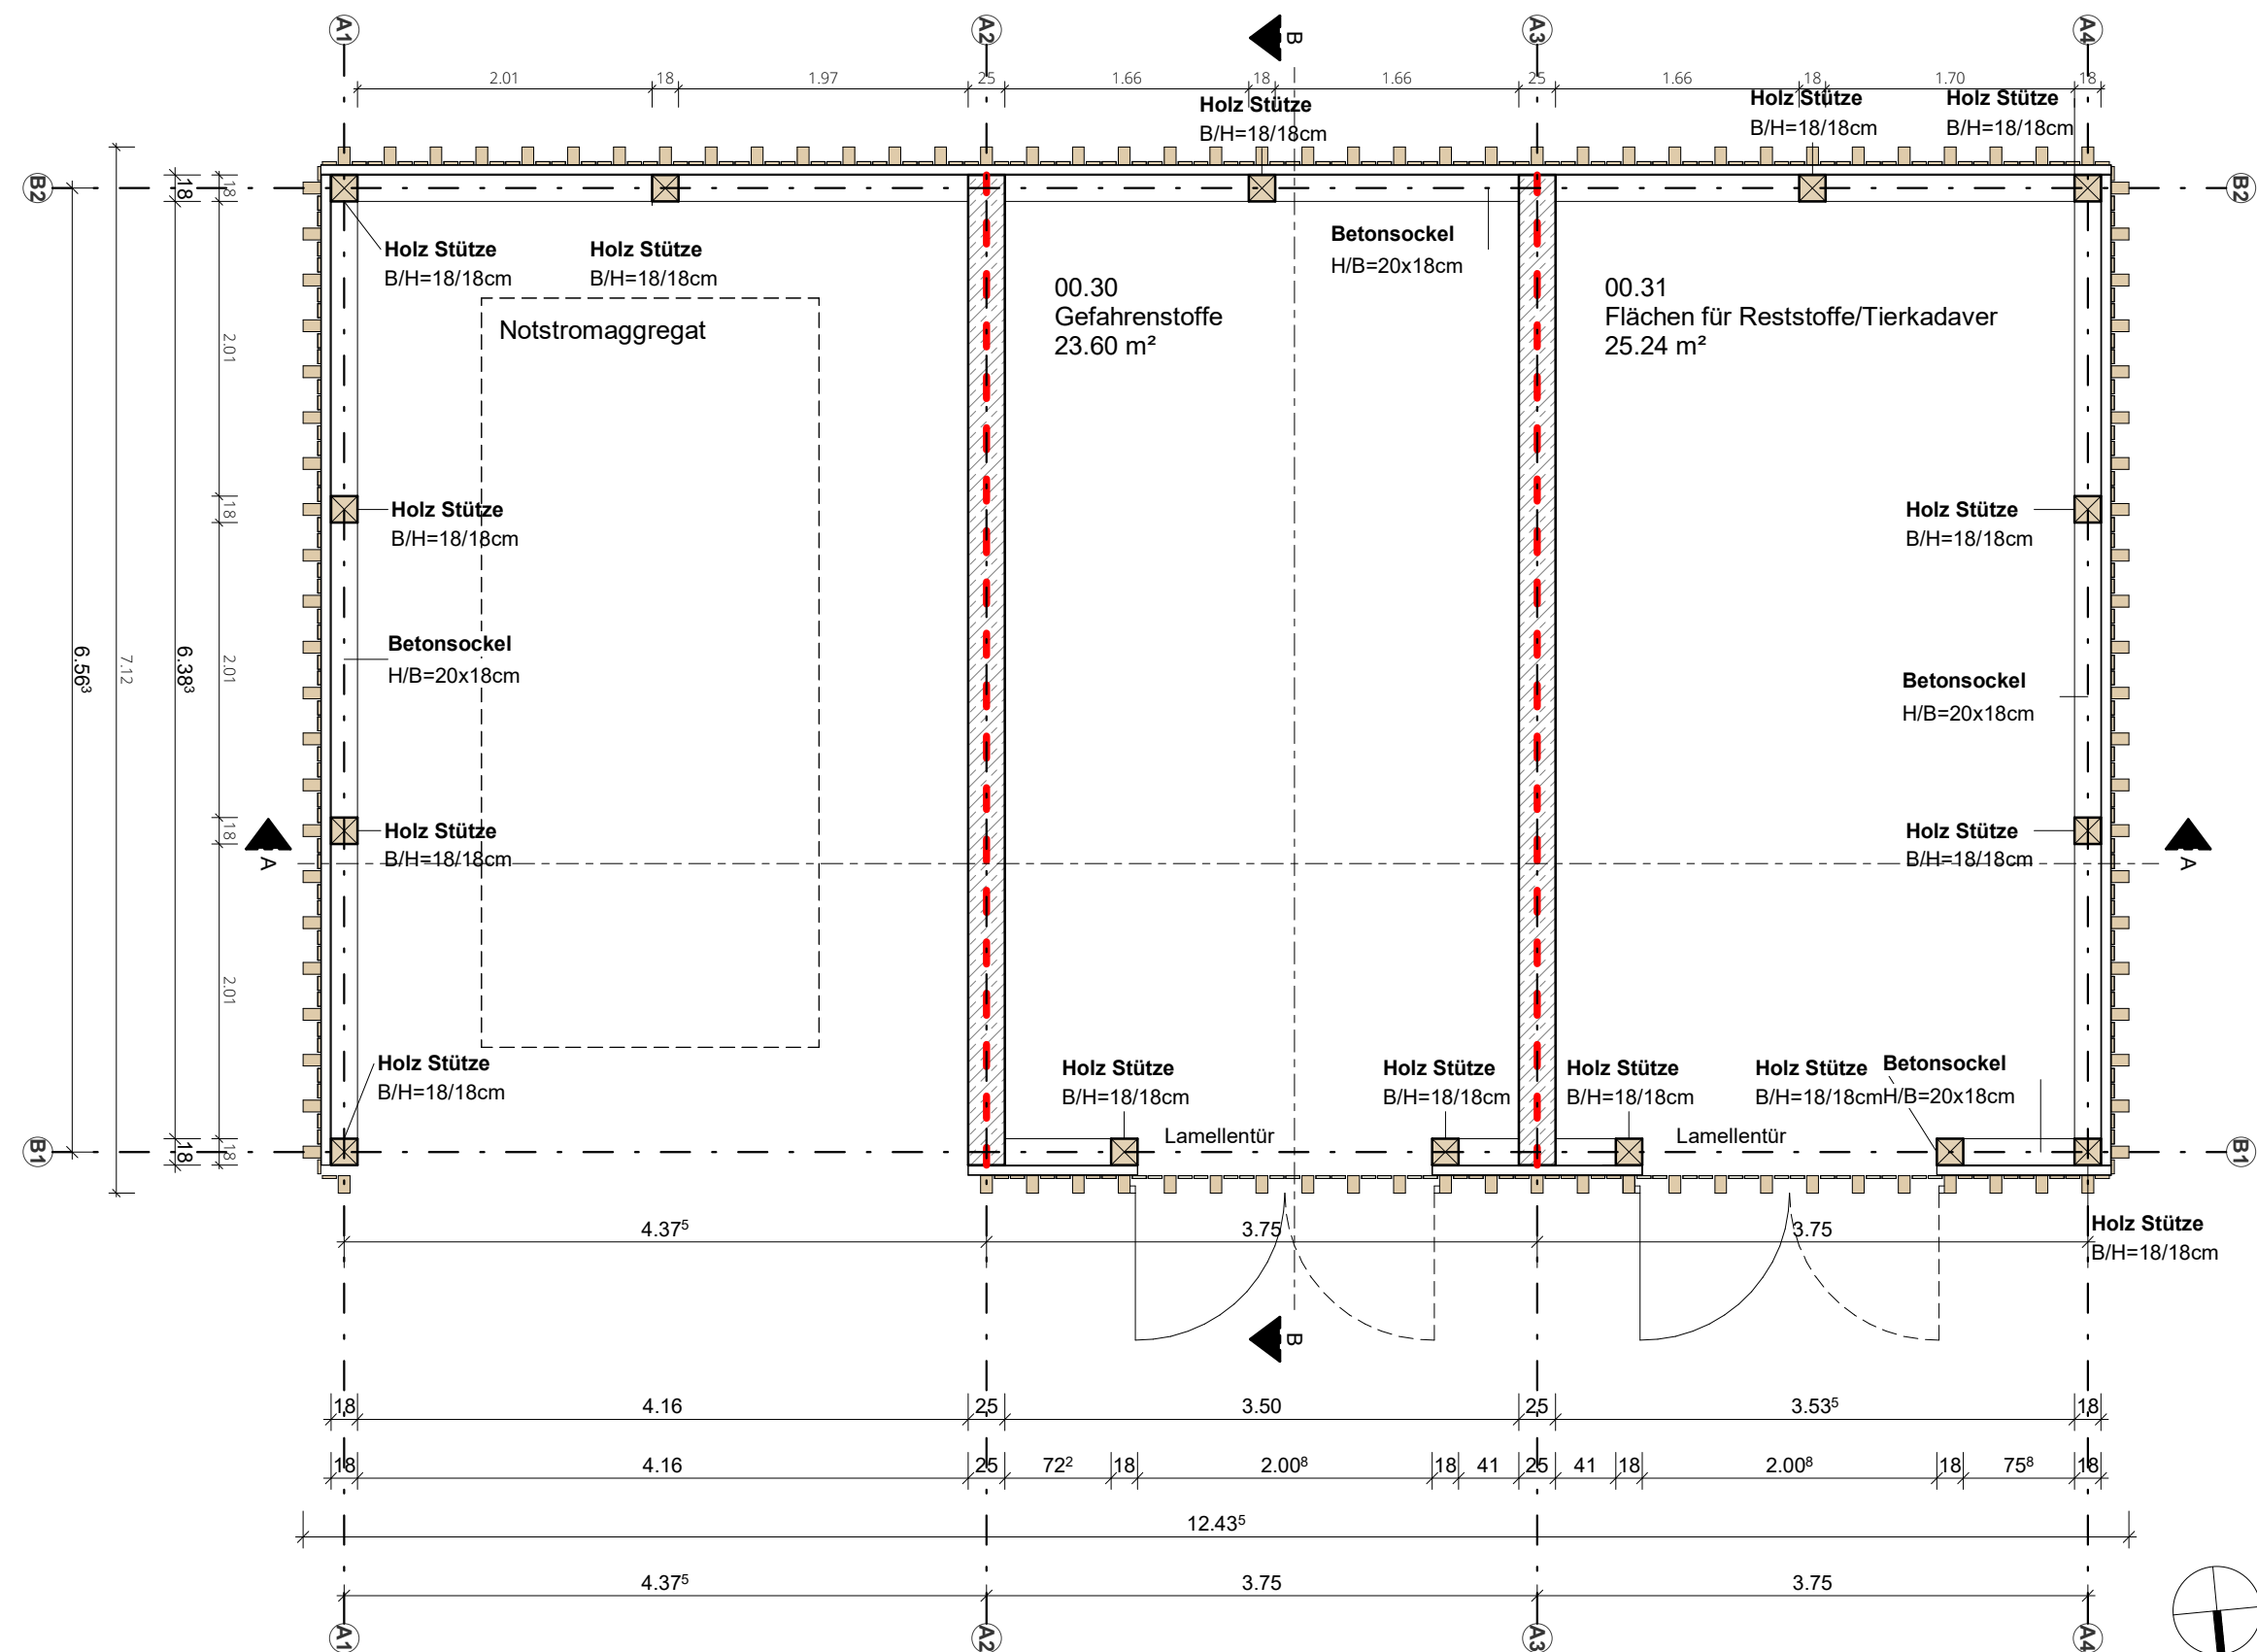 A1
A2
B
A3
A4
2.01
18
1.97
25
1.66
18
1.66
25
1.66
18
1.70
18
Holz Stütze
B/H=18/18cm
Holz Stütze
B/H=18/18cm
Holz Stütze
B/H=18/18cm
B2
18
18
B2
Holz Stütze
B/H=18/18cm
Holz Stütze
B/H=18/18cm
Betonsockel
H/B=20x18cm
00.30
Gefahrenstoffe
23.60 m²
00.31
Flächen für Reststoffe/Tierkadaver
25.24 m²
Notstromaggregat
2.01
18
Holz Stütze
B/H=18/18cm
Holz Stütze
B/H=18/18cm
6.56³
7.12
6.38³
2.01
Betonsockel
H/B=20x18cm
Betonsockel
H/B=20x18cm
18
Holz Stütze
B/H=18/18cm
Holz Stütze
B/H=18/18cm
A
A
2.01
Holz Stütze
B/H=18/18cm
Holz Stütze
B/H=18/18cm
Holz Stütze
B/H=18/18cm
Holz Stütze
B/H=18/18cm
Holz Stütze
B/H=18/18cm
Betonsockel
H/B=20x18cm
Lamellentür
Lamellentür
B1
18
18
B1
4.37⁵
3.75
3.75
Holz Stütze
B/H=18/18cm
B
18
4.16
25
3.50
25
3.53⁵
18
18
4.16
25
72²
18
2.00⁸
18
41
25
41
18
2.00⁸
18
75⁸
18
12.43⁵
4.37⁵
3.75
3.75
A1
A2
A3
A4